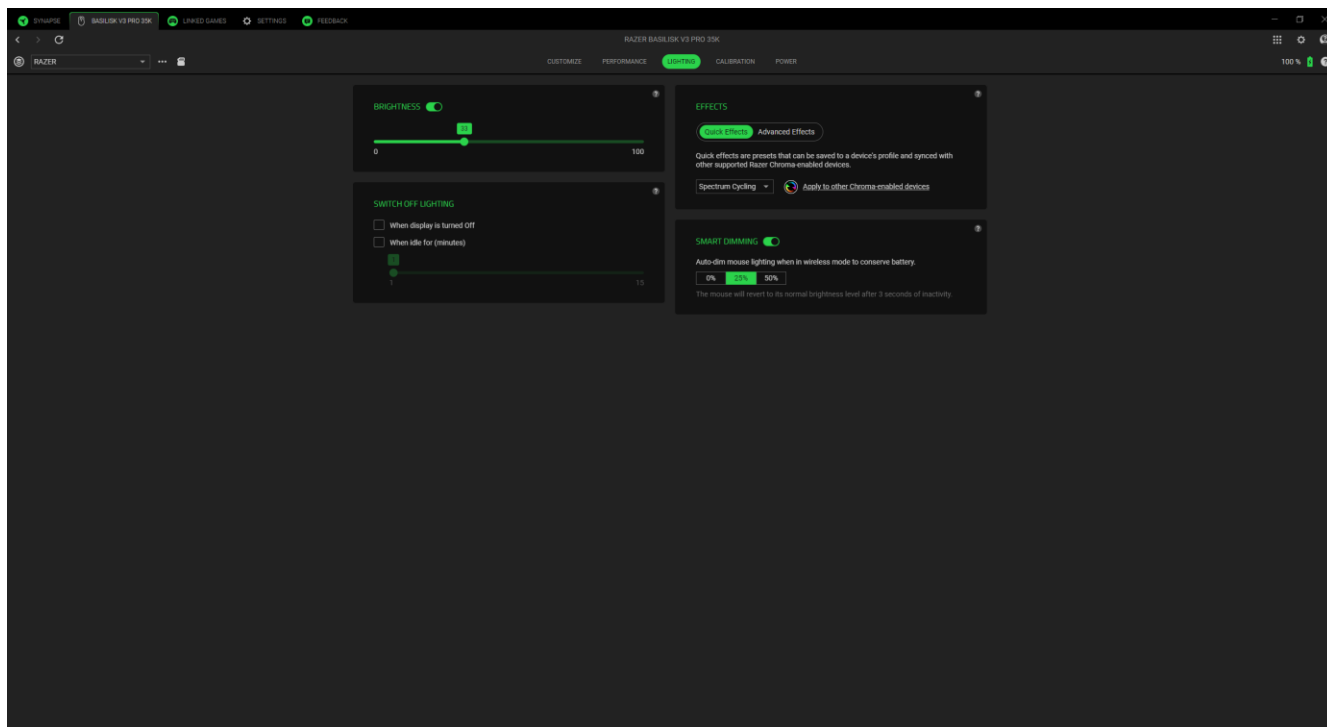 SYNAPSE BASILISK V3 PRO 35K LINKED GAMES SETTINGS FEEDBACK
RAZER BASILISK V3 PRO 35K
RAZER CUSTOMIZE PERFORMANCE LIGHTING CALIBRATION POWER 100 %
BRIGHTNESS
33
0 100
SWITCH OFF LIGHTING
When display is turned Off
When idle for (minutes)
1
1 15
EFFECTS
Quick Effects Advanced Effects
Quick effects are presets that can be saved to a device's profile and synced with
other supported Razer Chroma-enabled devices.
Spectrum Cycling Apply to other Chroma-enabled devices
SMART DIMMING
Auto-dim mouse lighting when in wireless mode to conserve battery.
0% 25% 50%
The mouse will revert to its normal brightness level after 3 seconds of inactivity